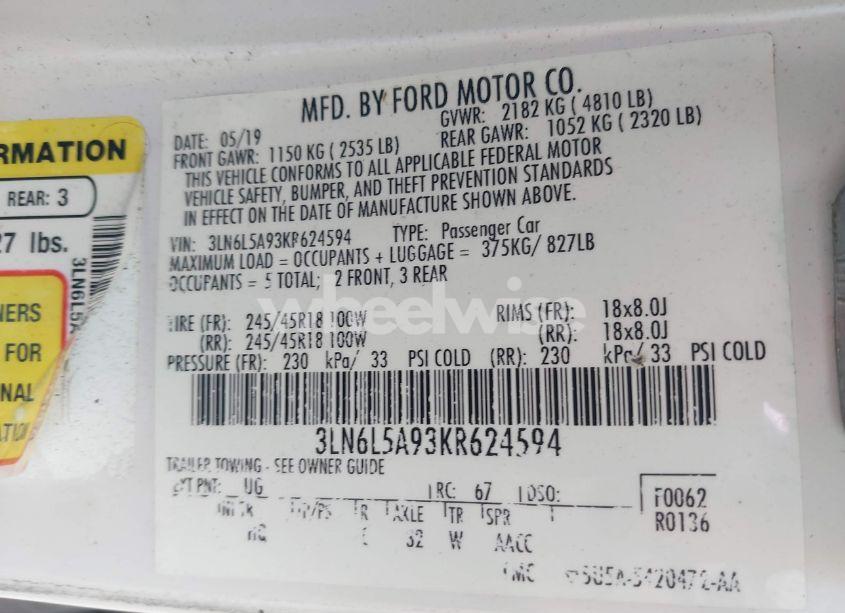 RMATION
REAR: 3
27 lbs.
3LN6L5A
NERS
FOR
NAL
MFD. BY FORD MOTOR CO.
DATE: 05/19
GVWR: 2182 KG ( 4810 LB)
FRONT GAWR: 1150 KG ( 2535 LB)
REAR GAWR: 1052 KG ( 2320 LB)
THIS VEHICLE CONFORMS TO ALL APPLICABLE FEDERAL MOTOR
VEHICLE SAFETY, BUMPER, AND THEFT PREVENTION STANDARDS
IN EFFECT ON THE DATE OF MANUFACTURE SHOWN ABOVE.
VIN: 3LN6L5A93KR624594 TYPE: Passenger Car
MAXIMUM LOAD = OCCUPANTS + LUGGAGE = 375KG/ 827LB
OCCUPANTS = 5 TOTAL; 2 FRONT, 3 REAR
wheelwise
TIRE (FR): 245/45R18 100W RIMS (FR): 18x8.0J
(RR): 245/45R18 100W (RR): 18x8.0J
PRESSURE (FR): 230 kPa/ 33 PSI COLD (RR): 230 kPa/ 33 PSI COLD
3LN6L5A93KR624594
TRAILER TOWING - SEE OWNER GUIDE
EXT PNT: UG RC: 67 DSO: F0062
R AXLE TR SPR R0136
32 W AACC